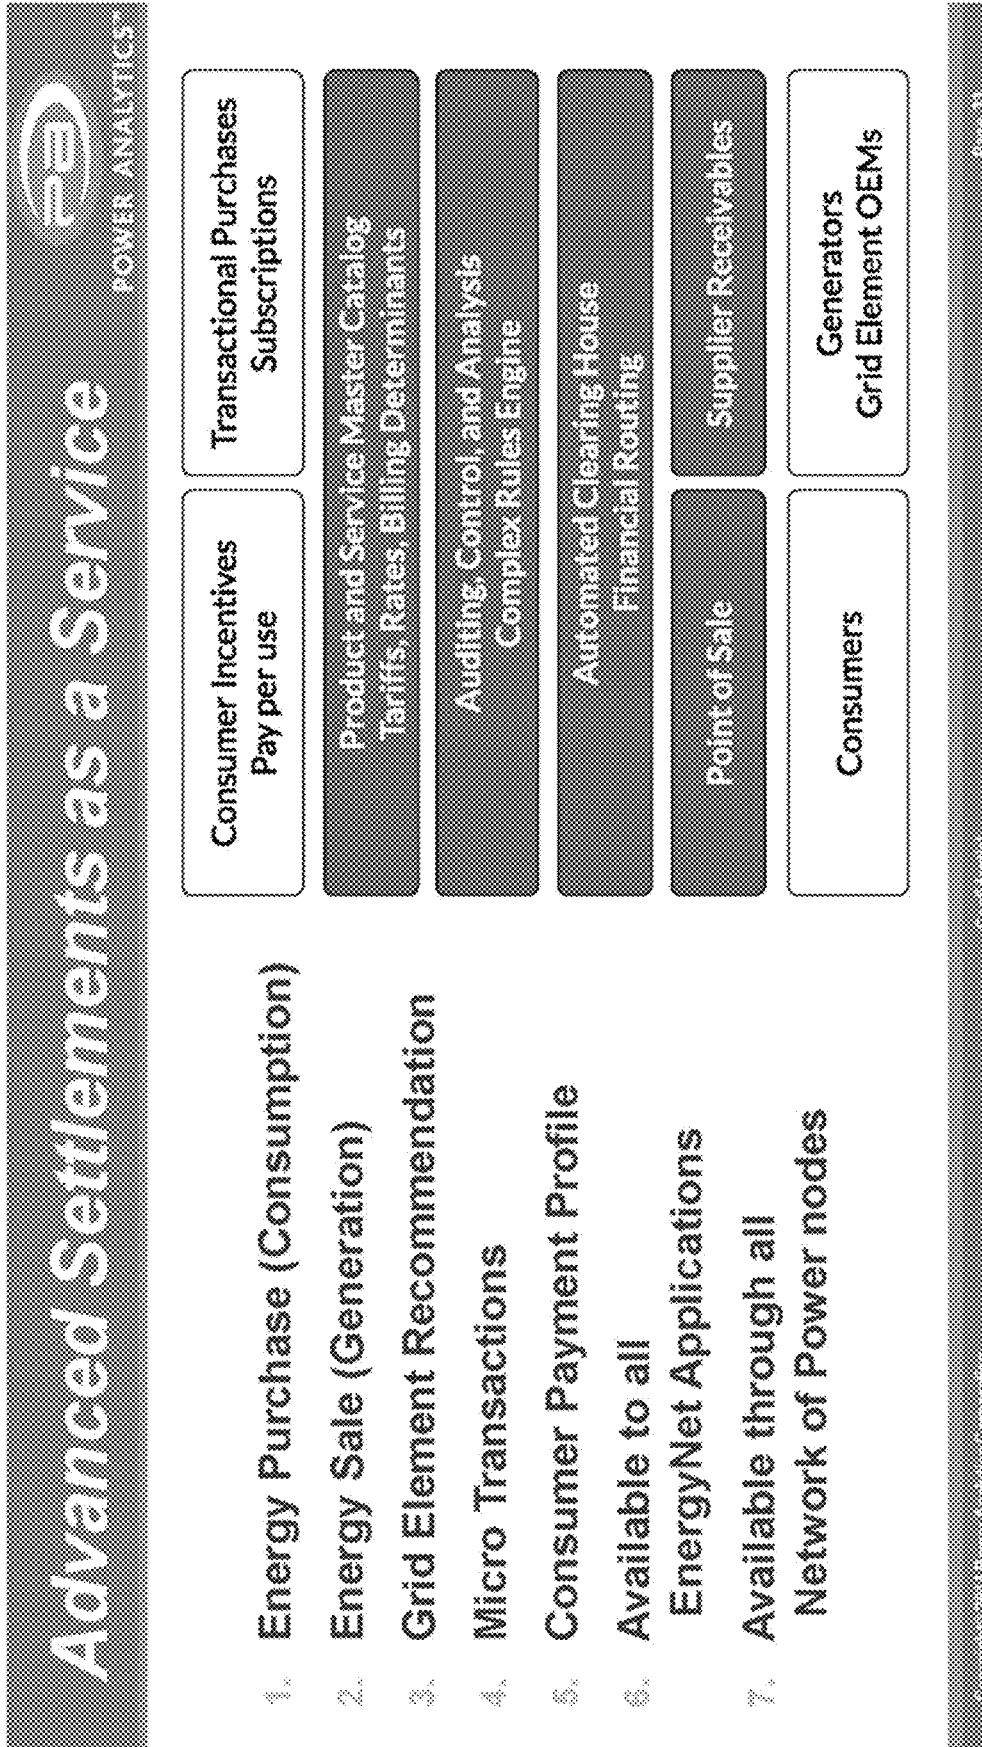 Advanced Settlements as a Service
POWER ANALYTICS™
1. Energy Purchase (Consumption)
2. Energy Sale (Generation)
3. Grid Element Recommendation
4. Micro Transactions
5. Consumer Payment Profile
6. Available to all
EnergyNet Applications
7. Available through all
Network of Power nodes
Consumer Incentives
Pay per use
Transactional Purchases
Subscriptions
Product and Service Master Catalog
Tariffs, Rates, Billing Determinants
Auditing, Control, and Analysis
Complex Rules Engine
Automated Clearing House
Financial Routing
Point of Sale
Supplier Receivables
Consumers
Generators
Grid Element OEMs